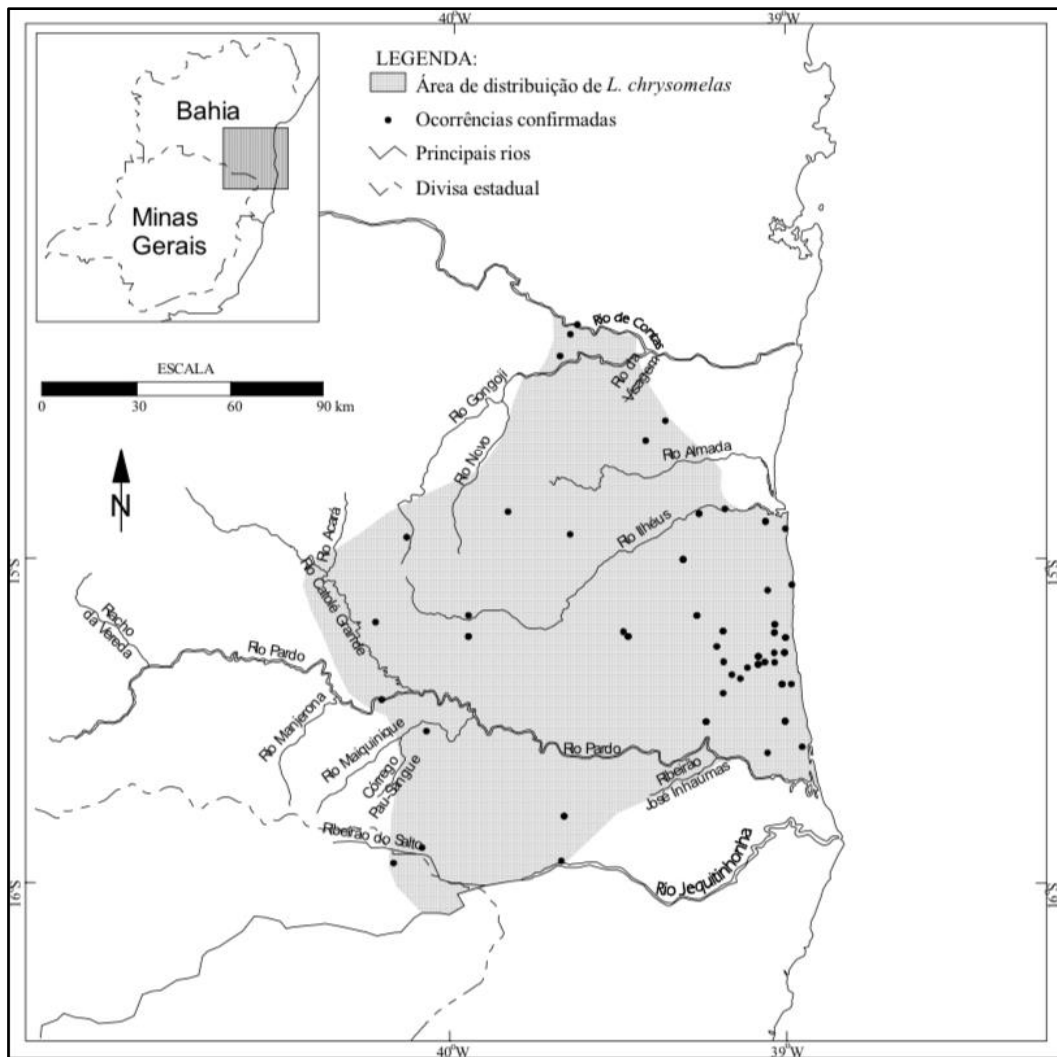 40°W
39°W
LEGENDA:
Área de distribuição de L. chrysomelas
Ocorrências confirmadas
Principais rios
Divisa estadual
Bahia
Minas
Gerais
Rio de Contas
ESCALA
0 30 60 90 km
Rio da
Visagem
Rio Gongojí
Rio Novo
Rio Almada
N
Rio Ilhéus
Rio Acará
15°S
15°S
Rio Catolé Grande
Riacho
da Vereda
Rio Pardo
Rio Manjerona
Rio Maiquinique
Córrego
Pau-Sangue
Rio Pardo
Ribeirão
José Inhaúmas
Ribeirão do Salto
Rio Jequitinhonha
16°S
16°S
40°W
39°W